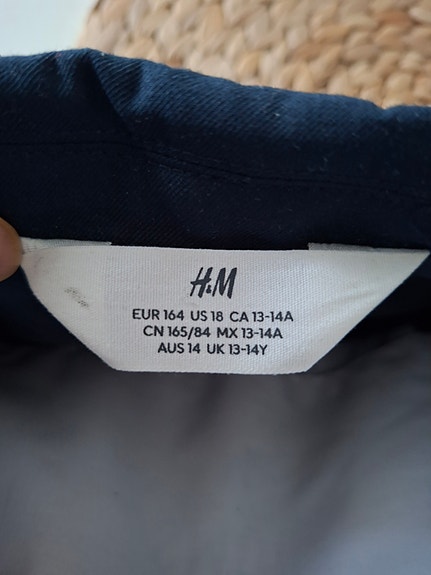 H&M
EUR 164 US 18 CA 13-14A
CN 165/84 MX 13-14A
AUS 14 UK 13-14Y